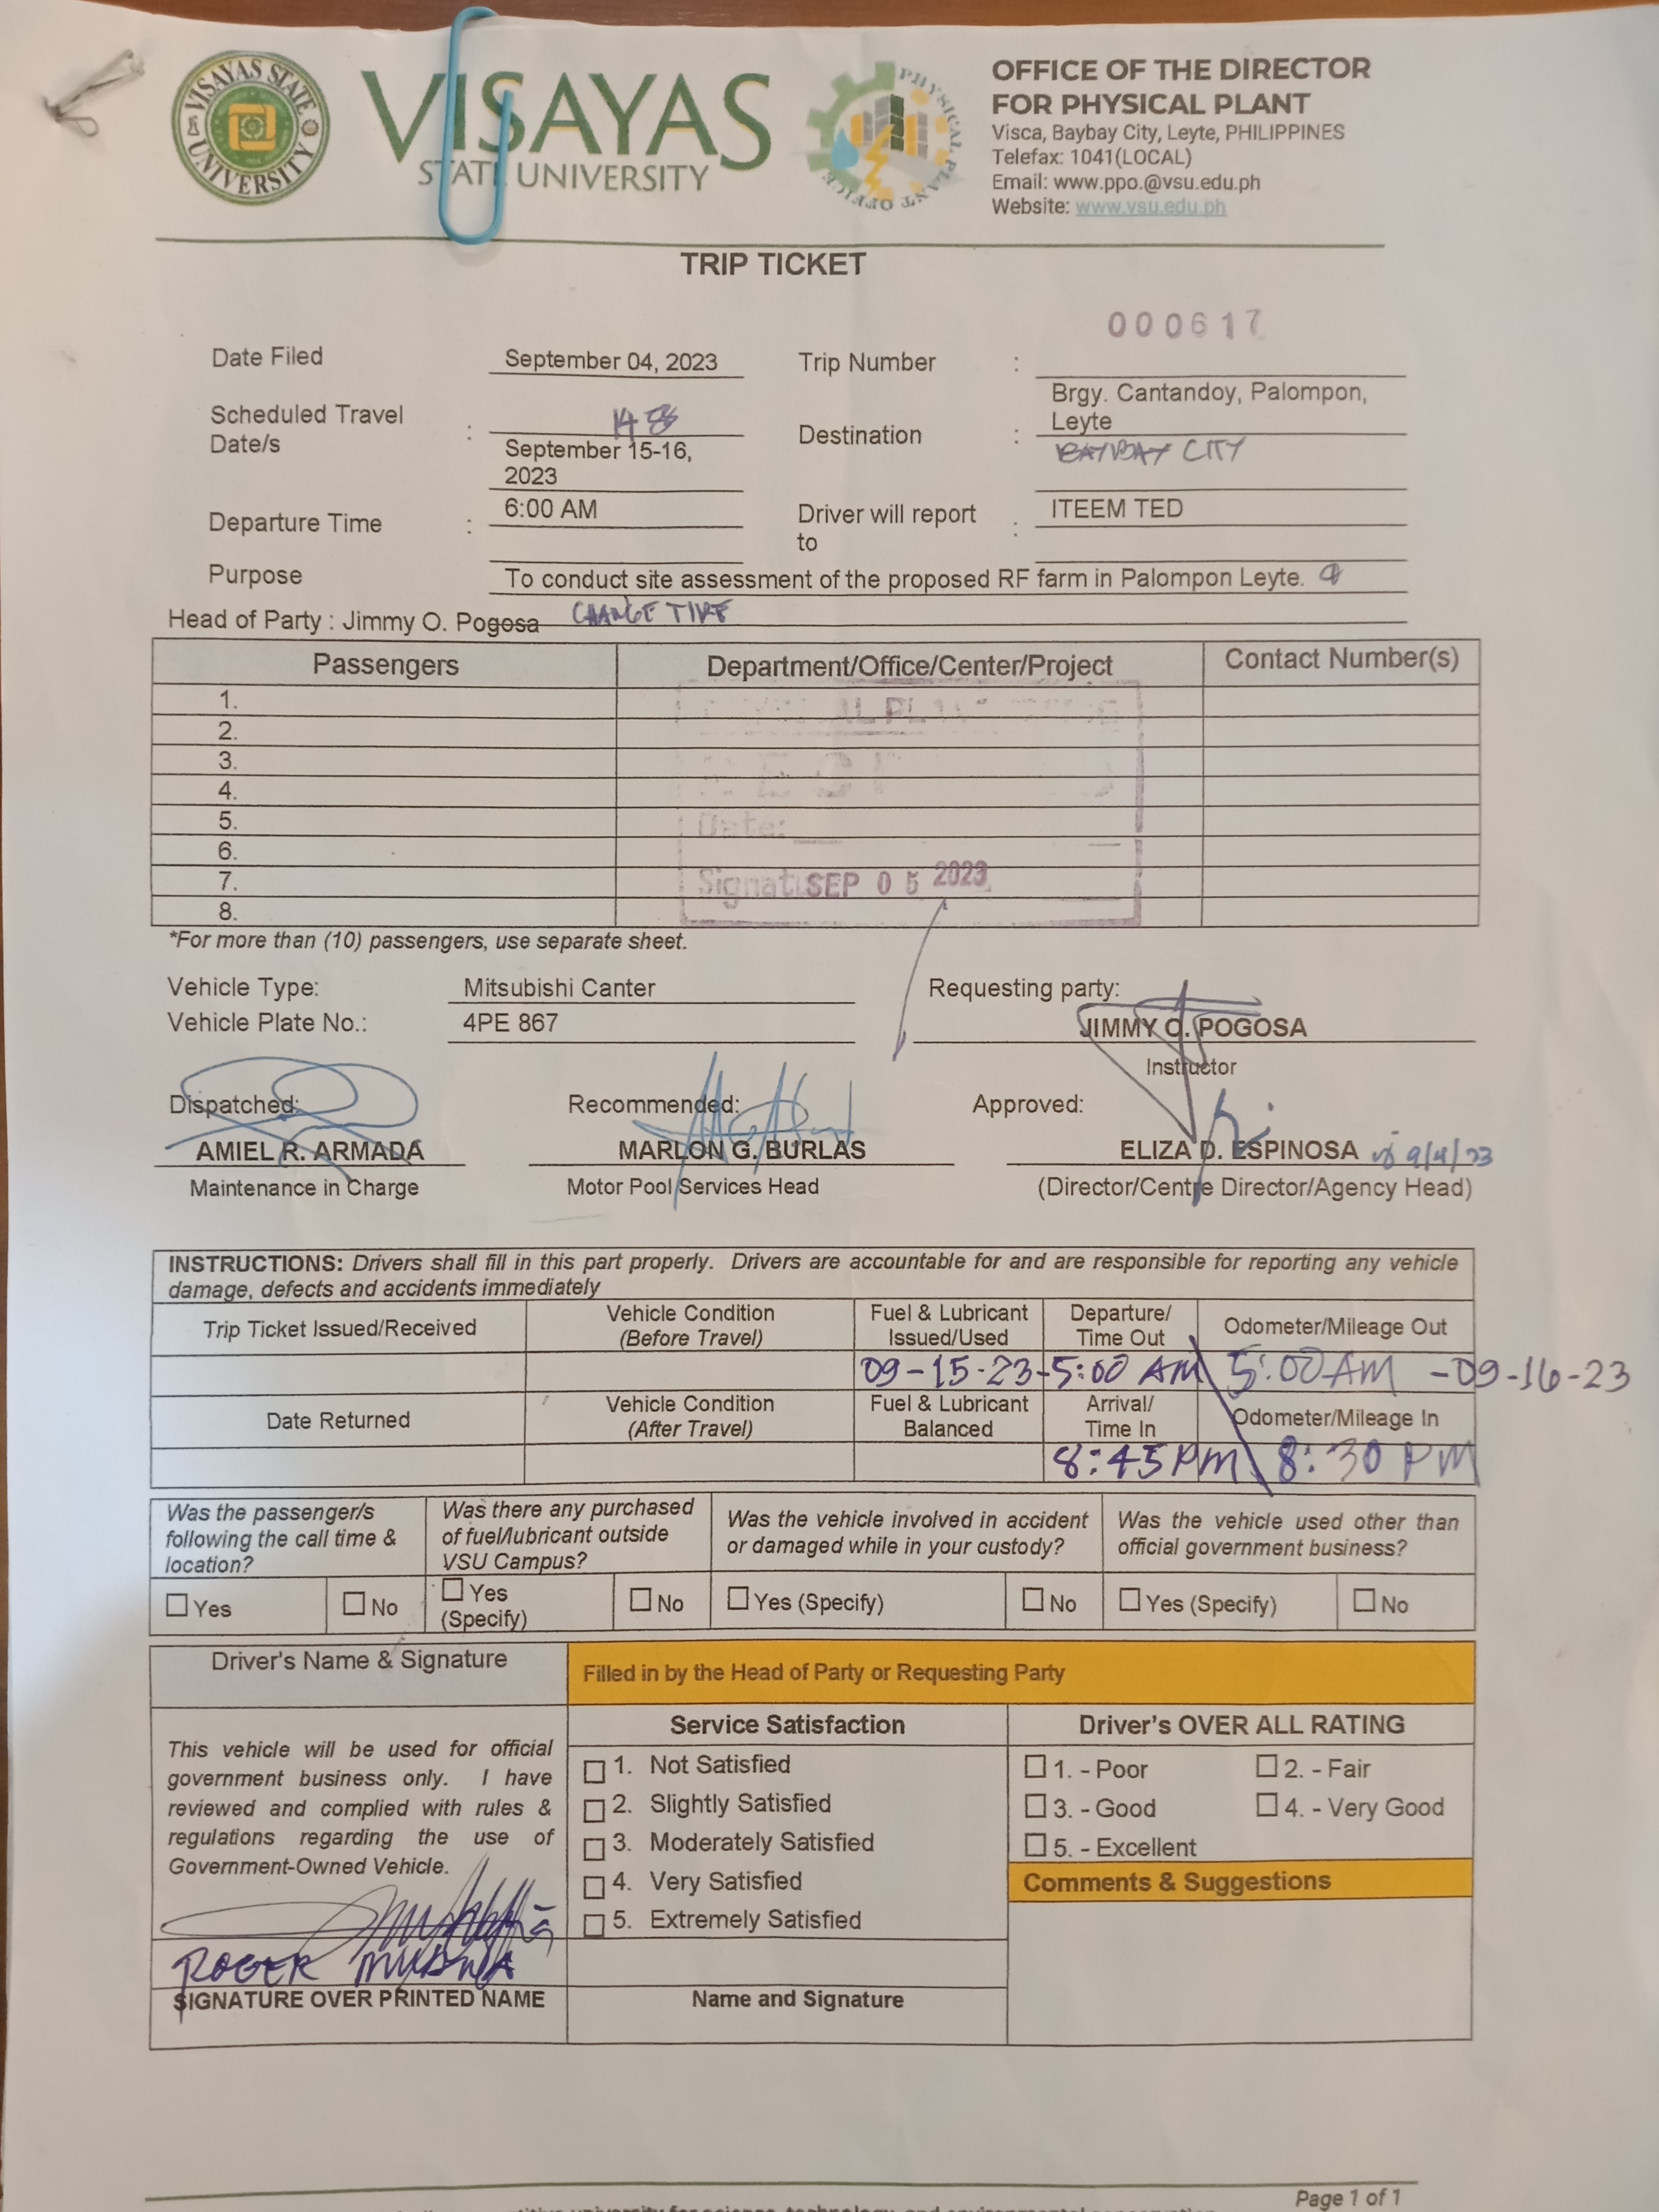 VISAYAS STATE UNIVERSITY
VISAYAS
STATE UNIVERSITY
PHYSICAL PLANT OFFICE
OFFICE OF THE DIRECTOR
FOR PHYSICAL PLANT
Visca, Baybay City, Leyte, PHILIPPINES
Telefax: 1041(LOCAL)
Email: www.ppo.@vsu.edu.ph
Website: www.vsu.edu.ph
TRIP TICKET
000617
Date Filed September 04, 2023 Trip Number :
Scheduled Travel Date/s : September 15-16, 2023
Destination : Brgy. Cantandoy, Palompon, Leyte
BAYBAY CITY
Departure Time : 6:00 AM Driver will report to : ITEEM TED
Purpose To conduct site assessment of the proposed RF farm in Palompon Leyte.
Head of Party : Jimmy O. Pogosa CHANGE TIRE
Passengers Department/Office/Center/Project Contact Number(s)
1.
2.
3.
4.
5.
6.
7.
8.
Date:
SEP 05 2023
*For more than (10) passengers, use separate sheet.
Vehicle Type: Mitsubishi Canter Requesting party:
Vehicle Plate No.: 4PE 867 JIMMY O. POGOSA
Instructor
Dispatched: Recommended: Approved:
AMIEL R. ARMADA MARLON G. BURLAS ELIZA D. ESPINOSA 9/4/23
Maintenance in Charge Motor Pool Services Head (Director/Centre Director/Agency Head)
INSTRUCTIONS: Drivers shall fill in this part properly. Drivers are accountable for and are responsible for reporting any vehicle
damage, defects and accidents immediately
Trip Ticket Issued/Received Vehicle Condition (Before Travel) Fuel & Lubricant Issued/Used Departure/ Time Out Odometer/Mileage Out
09-15-23-5:00 AM 5:00AM -09-16-23
Date Returned Vehicle Condition (After Travel) Fuel & Lubricant Balanced Arrival/ Time In Odometer/Mileage In
8:45PM 8:30 PM
Was the passenger/s following the call time & location?
Was there any purchased of fuel/lubricant outside VSU Campus?
Was the vehicle involved in accident or damaged while in your custody?
Was the vehicle used other than official government business?
Yes No Yes (Specify) No Yes (Specify) No Yes (Specify) No
Driver's Name & Signature
Filled in by the Head of Party or Requesting Party
This vehicle will be used for official
government business only. I have
reviewed and complied with rules &
regulations regarding the use of
Government-Owned Vehicle.
ROGER
SIGNATURE OVER PRINTED NAME
Service Satisfaction
1. Not Satisfied
2. Slightly Satisfied
3. Moderately Satisfied
4. Very Satisfied
5. Extremely Satisfied
Name and Signature
Driver's OVER ALL RATING
1. - Poor 2. - Fair
3. - Good 4. - Very Good
5. - Excellent
Comments & Suggestions
Page 1 of 1